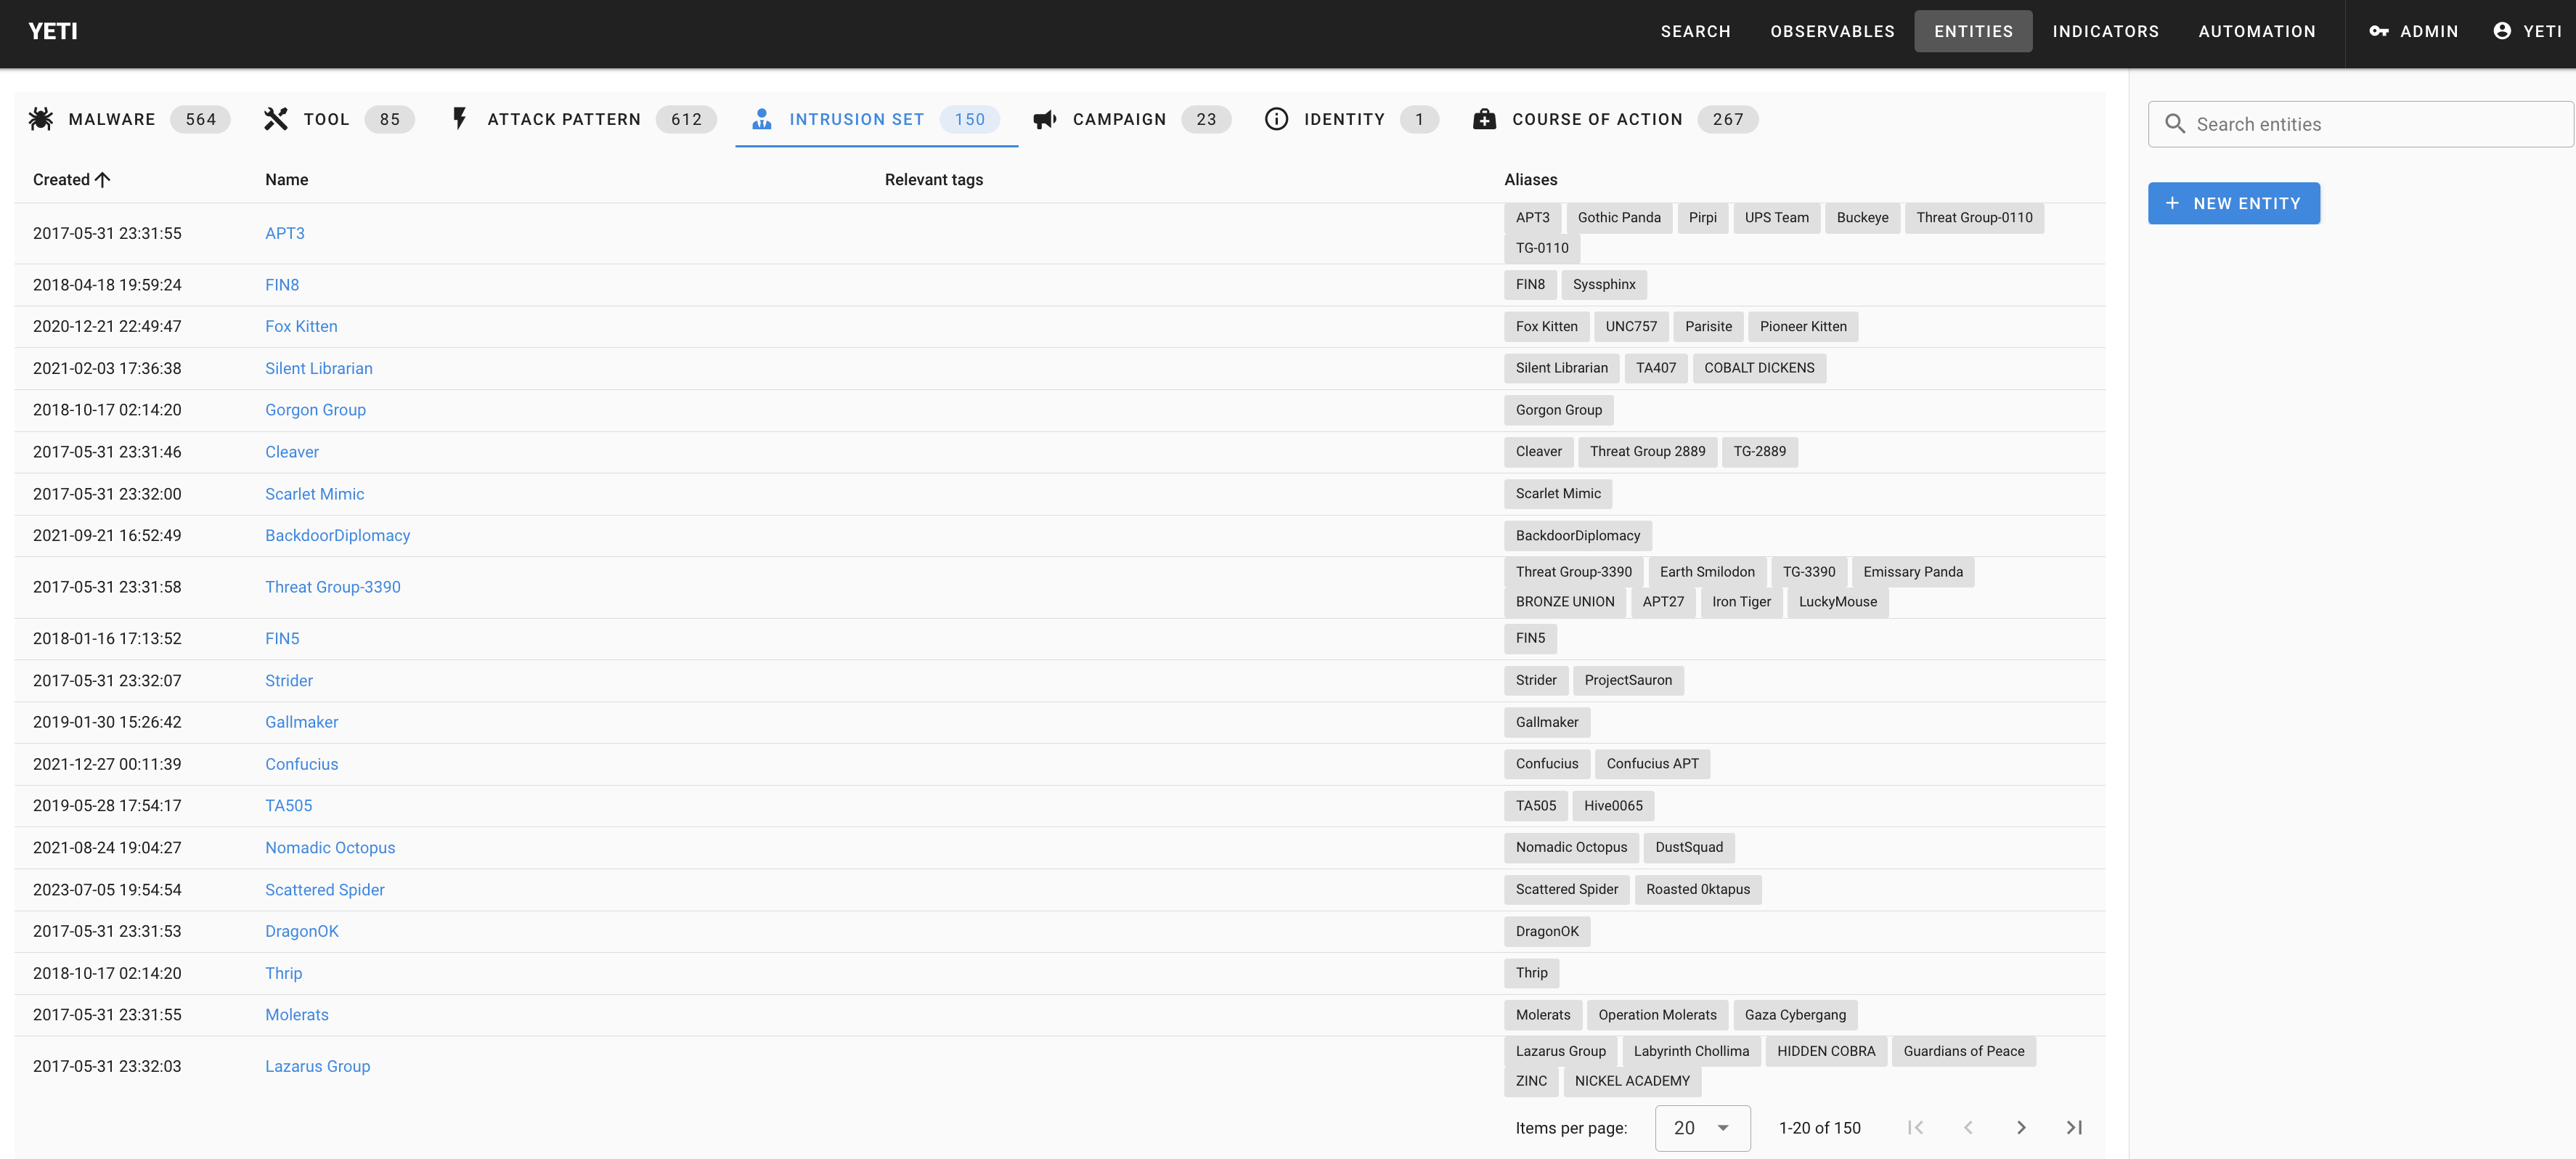 YETI SEARCH OBSERVABLES ENTITIES INDICATORS AUTOMATION ADMIN YETI
MALWARE 564 TOOL 85 ATTACK PATTERN 612 INTRUSION SET 150 CAMPAIGN 23 IDENTITY 1 COURSE OF ACTION 267
Search entities
NEW ENTITY
Created Name Relevant tags Aliases
2017-05-31 23:31:55 APT3 APT3 Gothic Panda Pirpi UPS Team Buckeye Threat Group-0110
TG-0110
2018-04-18 19:59:24 FIN8 FIN8 Syssphinx
2020-12-21 22:49:47 Fox Kitten Fox Kitten UNC757 Parisite Pioneer Kitten
2021-02-03 17:36:38 Silent Librarian Silent Librarian TA407 COBALT DICKENS
2018-10-17 02:14:20 Gorgon Group Gorgon Group
2017-05-31 23:31:46 Cleaver Cleaver Threat Group 2889 TG-2889
2017-05-31 23:32:00 Scarlet Mimic Scarlet Mimic
2021-09-21 16:52:49 BackdoorDiplomacy BackdoorDiplomacy
2017-05-31 23:31:58 Threat Group-3390 Threat Group-3390 Earth Smilodon TG-3390 Emissary Panda
BRONZE UNION APT27 Iron Tiger LuckyMouse
2018-01-16 17:13:52 FIN5 FIN5
2017-05-31 23:32:07 Strider Strider ProjectSauron
2019-01-30 15:26:42 Gallmaker Gallmaker
2021-12-27 00:11:39 Confucius Confucius Confucius APT
2019-05-28 17:54:17 TA505 TA505 Hive0065
2021-08-24 19:04:27 Nomadic Octopus Nomadic Octopus DustSquad
2023-07-05 19:54:54 Scattered Spider Scattered Spider Roasted 0ktapus
2017-05-31 23:31:53 DragonOK DragonOK
2018-10-17 02:14:20 Thrip Thrip
2017-05-31 23:31:55 Molerats Molerats Operation Molerats Gaza Cybergang
2017-05-31 23:32:03 Lazarus Group Lazarus Group Labyrinth Chollima HIDDEN COBRA Guardians of Peace
ZINC NICKEL ACADEMY
Items per page: 20 1-20 of 150